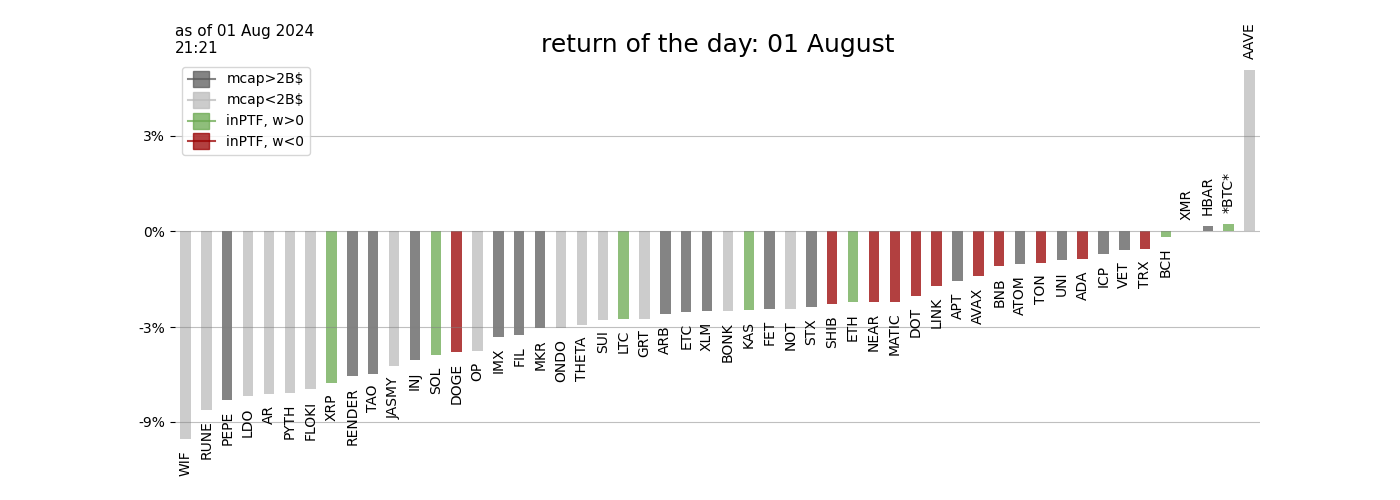 as of 01 Aug 2024
21:21
return of the day: 01 August
mcap>2B$
mcap<2B$
inPTF, w>0
inPTF, w<0
3%
0%
-3%
-9%
WIF
RUNE
PEPE
LDO
AR
PYTH
FLOKI
XRP
RENDER
TAO
JASMY
INJ
SOL
DOGE
OP
IMX
FIL
MKR
ONDO
THETA
SUI
LTC
GRT
ARB
ETC
XLM
BONK
KAS
FET
NOT
STX
SHIB
ETH
NEAR
MATIC
DOT
LINK
APT
AVAX
BNB
ATOM
TON
UNI
ADA
ICP
VET
TRX
BCH
XMR
HBAR
*BTC*
AAVE